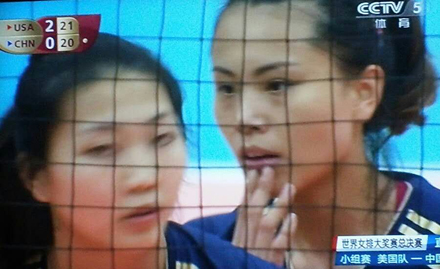 USA 2 21
CHN 0 20
CCTV 5
体育
世界女排大奖赛总决赛
小组赛 美国队 — 中